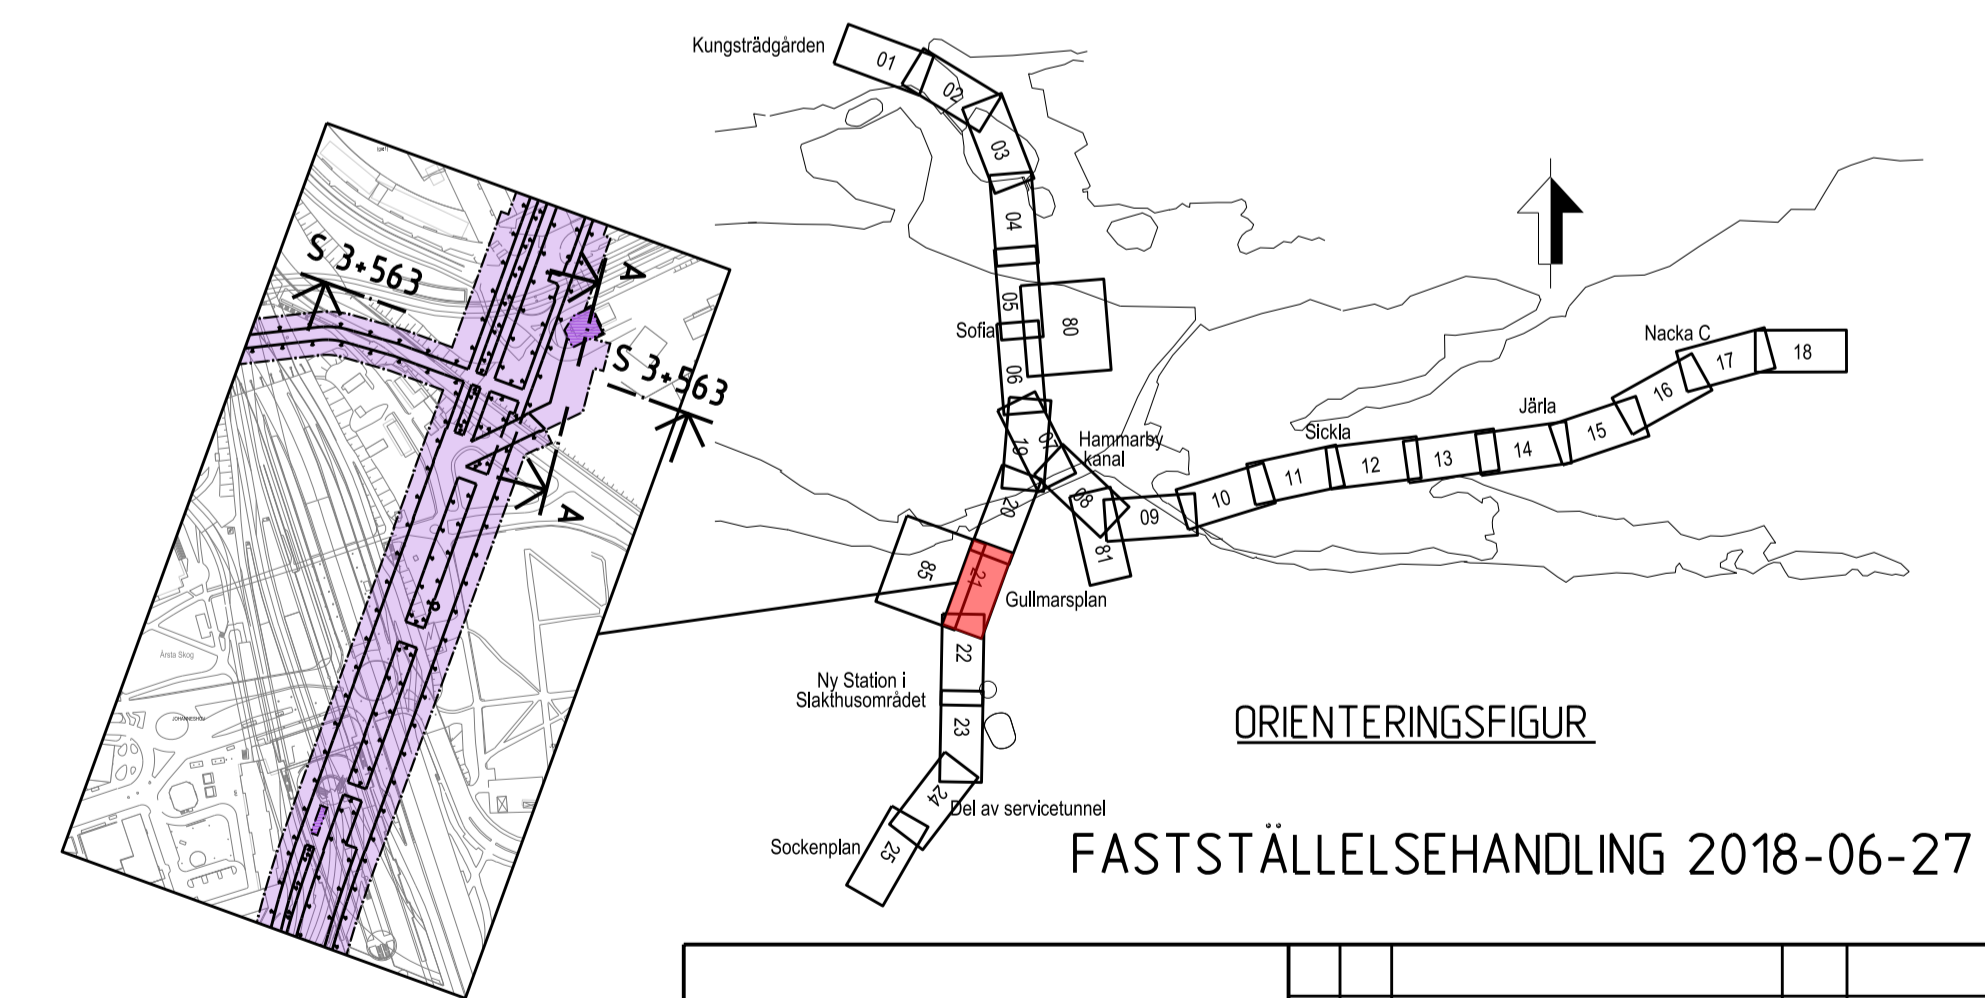 Kungsträdgården
01
02
03
04
05
Sofia
80
06
19
07
Hammarby
kanal
08
09
81
10
11
Sickla
12
13
14
Järla
15
16
Nacka C
17
18
20
85
21
Gullmarsplan
22
Ny Station i
Slakthusområdet
23
24
Del av servicetunnel
Sockenplan
25
S 3+563
A
S 3+563
A
Årsta Skog
JOHANNESHOV
ORIENTERINGSFIGUR
FASTSTÄLLELSEHANDLING 2018-06-27